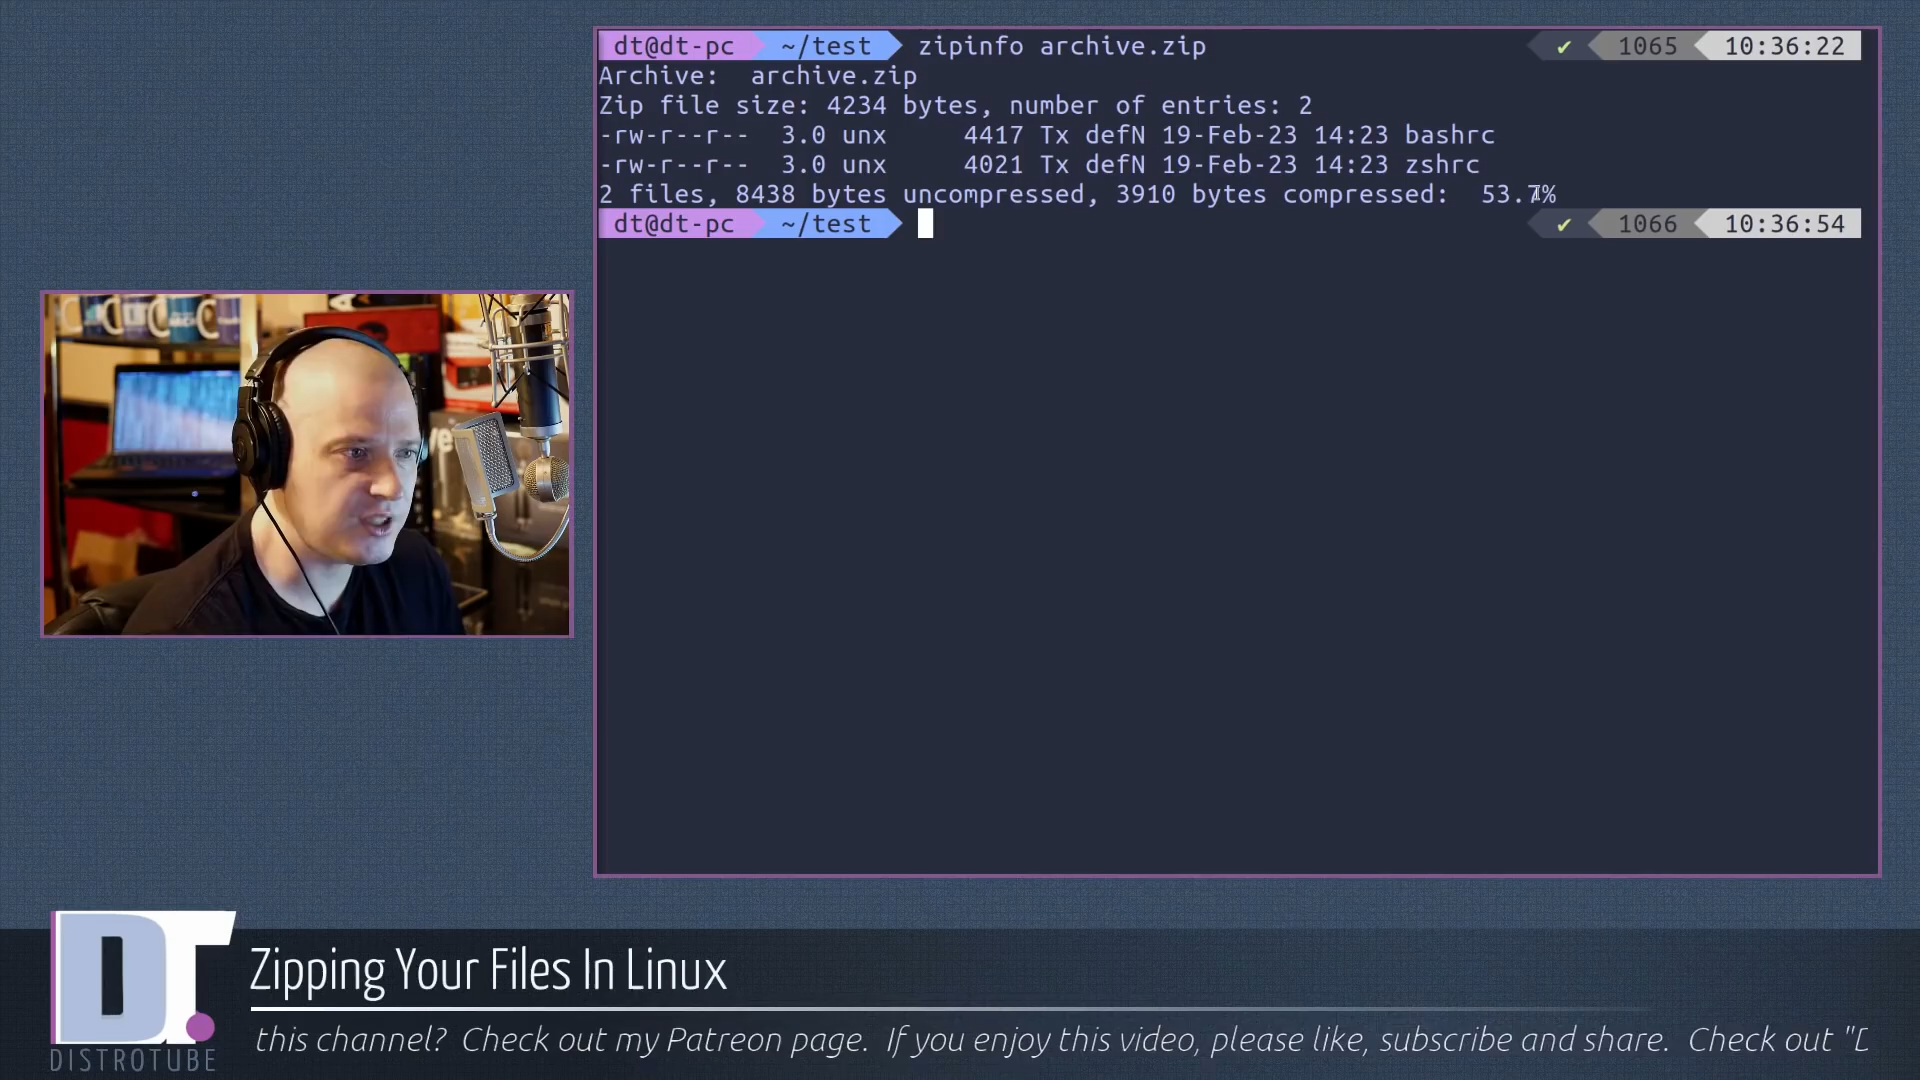 dt@dt-pc ~/test zipinfo archive.zip ✔ 1065 10:36:22
Archive:  archive.zip
Zip file size: 4234 bytes, number of entries: 2
-rw-r--r--  3.0 unx     4417 Tx defN 19-Feb-23 14:23 bashrc
-rw-r--r--  3.0 unx     4021 Tx defN 19-Feb-23 14:23 zshrc
2 files, 8438 bytes uncompressed, 3910 bytes compressed:  53.7%
dt@dt-pc ~/test ✔ 1066 10:36:54
DT
DISTROTUBE
Zipping Your Files In Linux
this channel?  Check out my Patreon page.  If you enjoy this video, please like, subscribe and share.  Check out "D